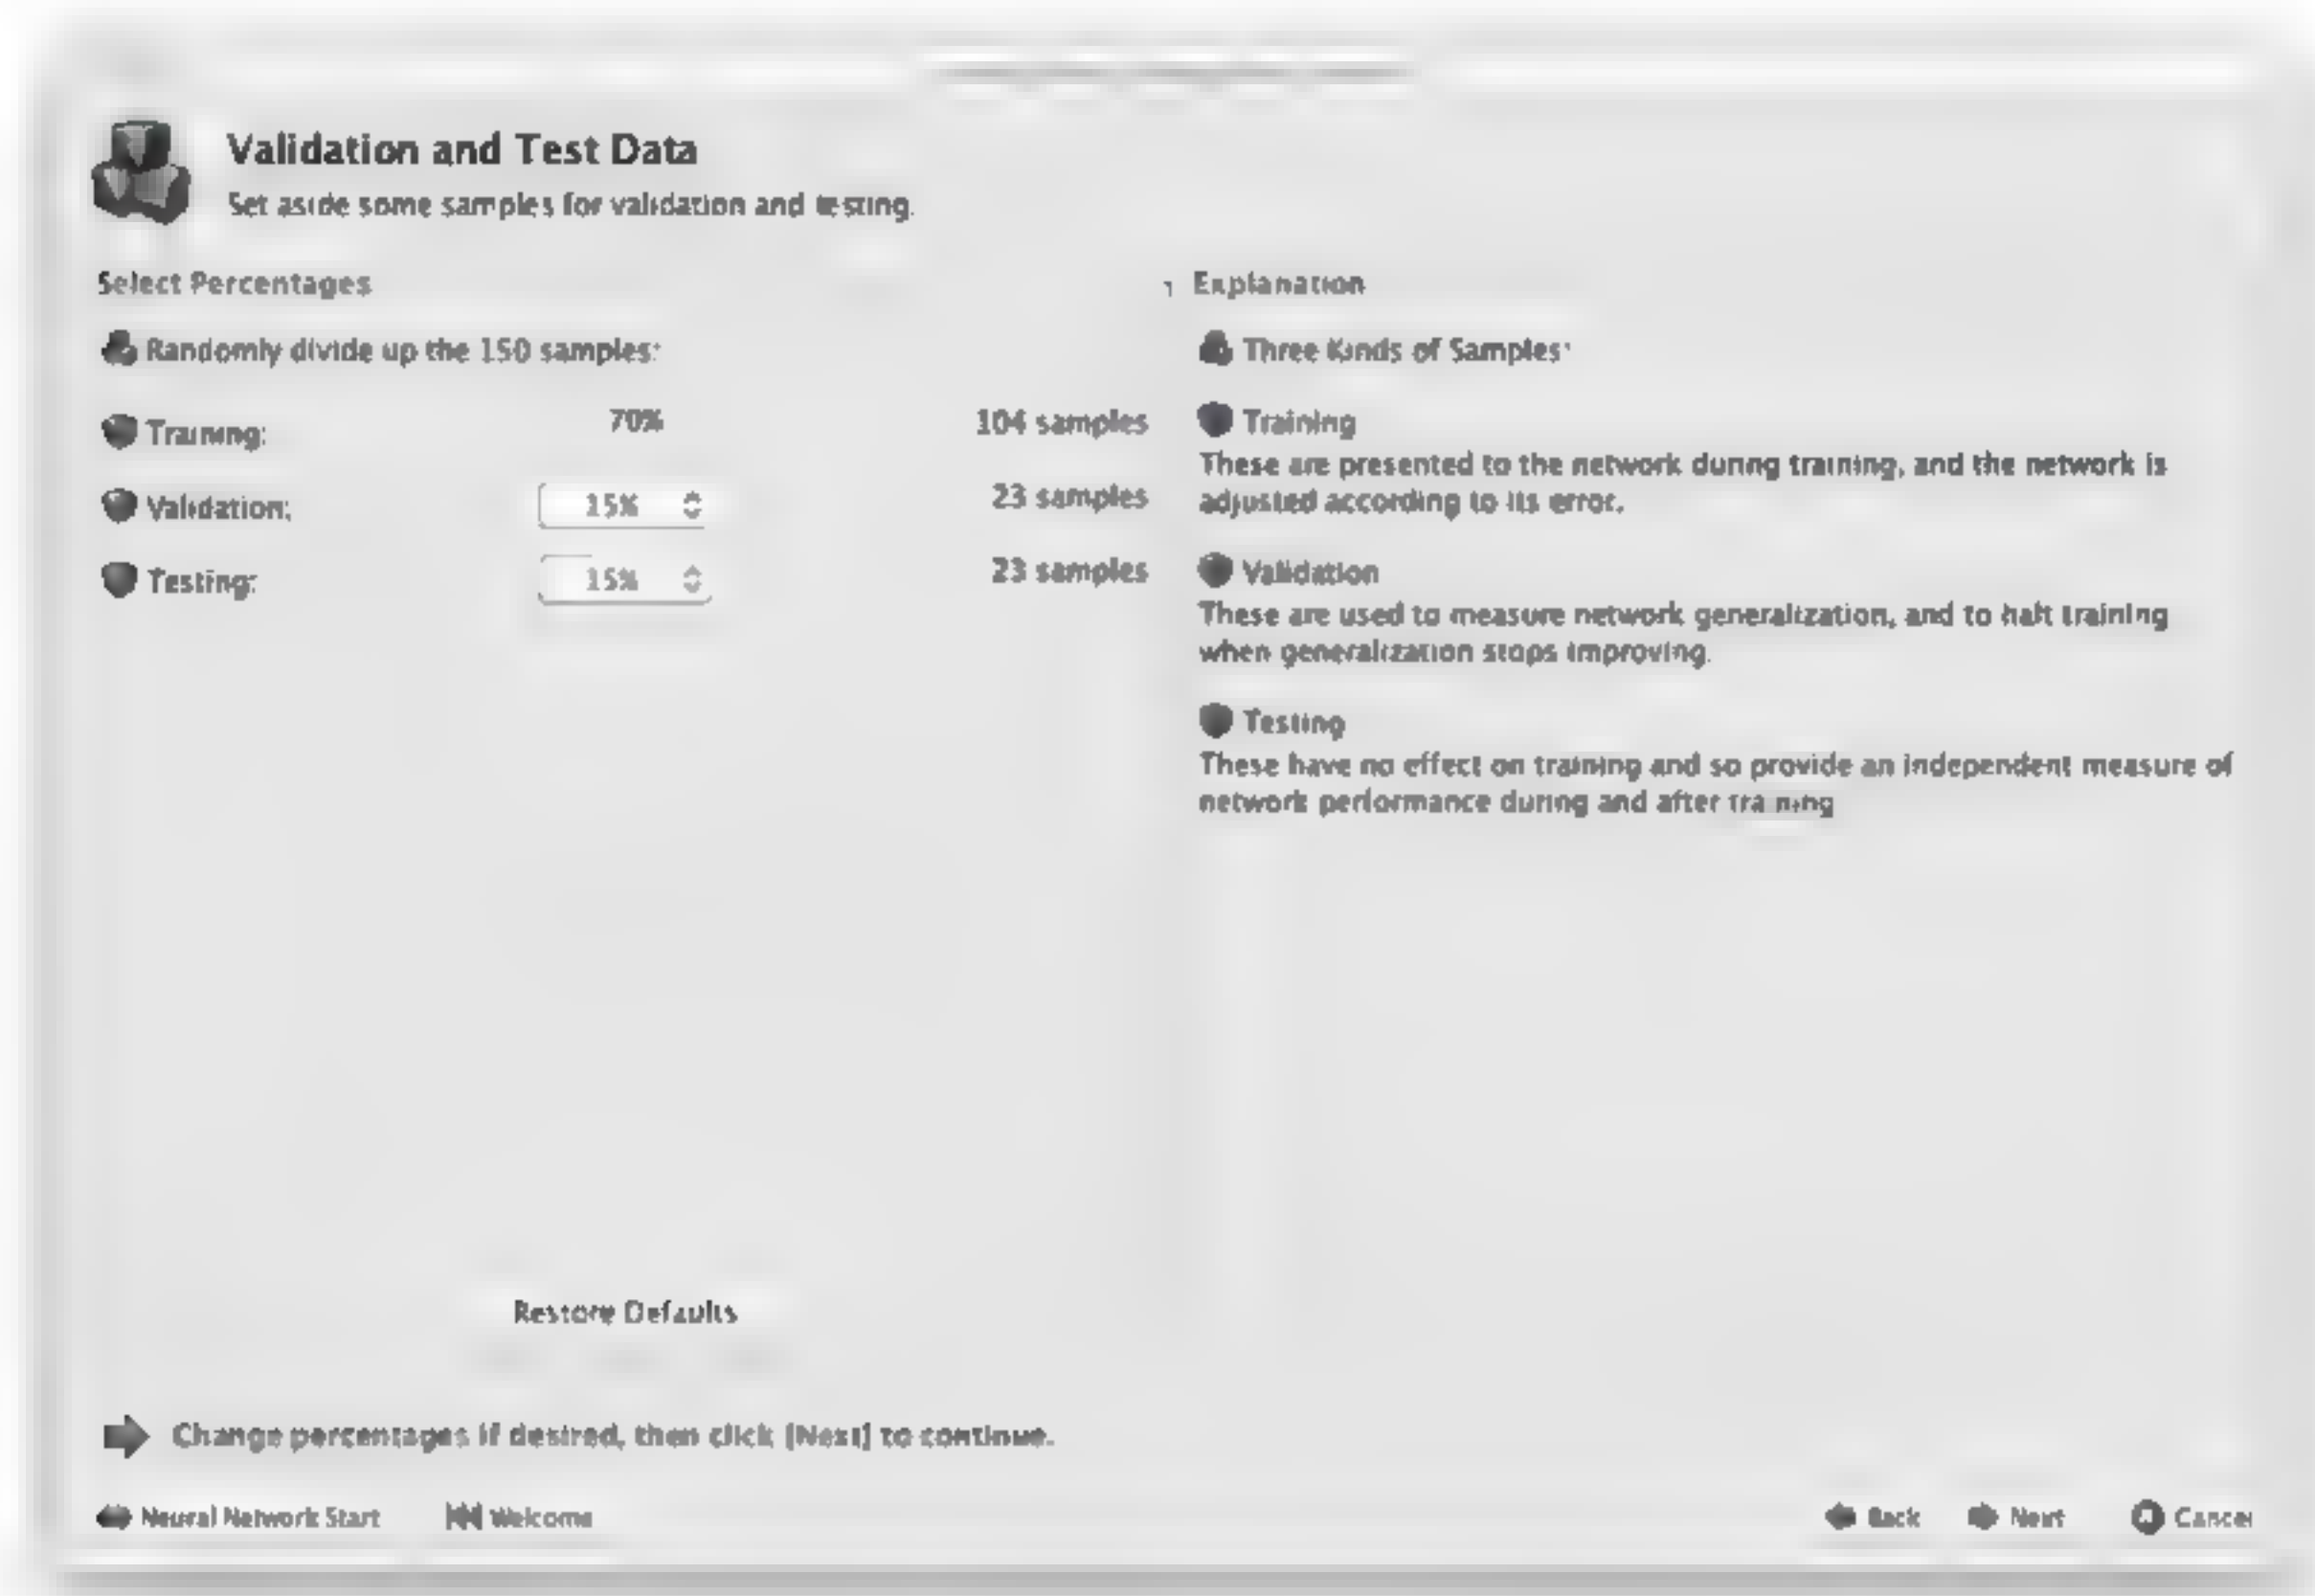 Validation and Test Data
Set aside some samples for validation and testing.
Select Percentages
Randomly divide up the 150 samples:
Training: 70% 104 samples
Validation: 15% 23 samples
Testing: 15% 23 samples
Explanation
Three Kinds of Samples:
Training
These are presented to the network during training, and the network is
adjusted according to its error.
Validation
These are used to measure network generalization, and to halt training
when generalization stops improving.
Testing
These have no effect on training and so provide an independent measure of
network performance during and after training
Restore Defaults
Change percentages if desired, then click [Next] to continue.
Neural Network Start Welcome Back Next Cancel